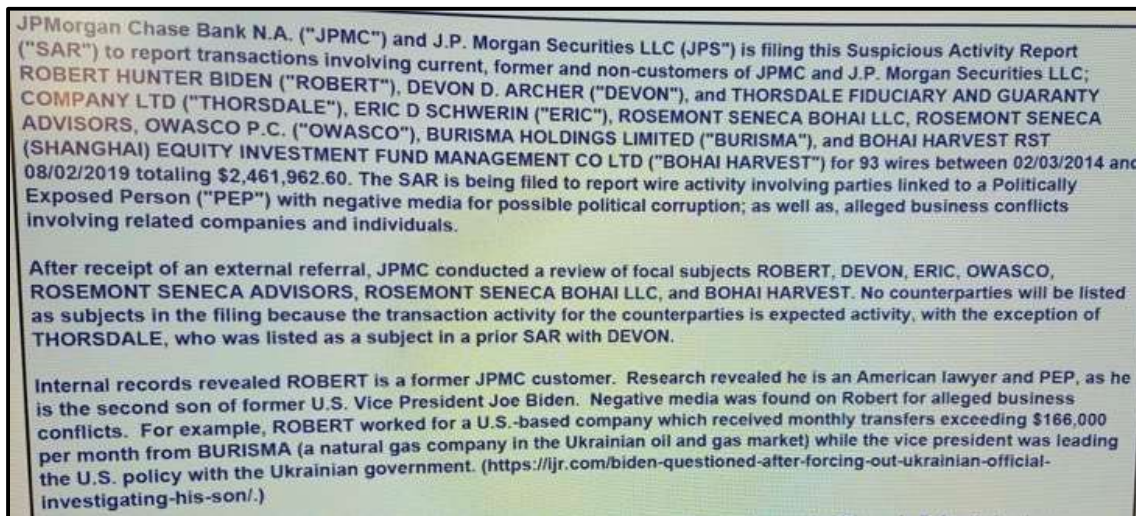 JPMorgan Chase Bank N.A. ("JPMC") and J.P. Morgan Securities LLC (JPS") is filing this Suspicious Activity Report
("SAR") to report transactions involving current, former and non-customers of JPMC and J.P. Morgan Securities LLC;
ROBERT HUNTER BIDEN ("ROBERT"), DEVON D. ARCHER ("DEVON"), and THORSDALE FIDUCIARY AND GUARANTY
COMPANY LTD ("THORSDALE"), ERIC D SCHWERIN ("ERIC"), ROSEMONT SENECA BOHAI LLC, ROSEMONT SENECA
ADVISORS, OWASCO P.C. ("OWASCO"), BURISMA HOLDINGS LIMITED ("BURISMA"), and BOHAI HARVEST RST
(SHANGHAI) EQUITY INVESTMENT FUND MANAGEMENT CO LTD ("BOHAI HARVEST") for 93 wires between 02/03/2014 and
08/02/2019 totaling $2,461,962.60. The SAR is being filed to report wire activity involving parties linked to a Politically
Exposed Person ("PEP") with negative media for possible political corruption; as well as, alleged business conflicts
involving related companies and individuals.
After receipt of an external referral, JPMC conducted a review of focal subjects ROBERT, DEVON, ERIC, OWASCO,
ROSEMONT SENECA ADVISORS, ROSEMONT SENECA BOHAI LLC, and BOHAI HARVEST. No counterparties will be listed
as subjects in the filing because the transaction activity for the counterparties is expected activity, with the exception of
THORSDALE, who was listed as a subject in a prior SAR with DEVON.
Internal records revealed ROBERT is a former JPMC customer. Research revealed he is an American lawyer and PEP, as he
is the second son of former U.S. Vice President Joe Biden. Negative media was found on Robert for alleged business
conflicts. For example, ROBERT worked for a U.S.-based company which received monthly transfers exceeding $166,000
per month from BURISMA (a natural gas company in the Ukrainian oil and gas market) while the vice president was leading
the U.S. policy with the Ukrainian government. (https://ijr.com/biden-questioned-after-forcing-out-ukrainian-official-
investigating-his-son/.)